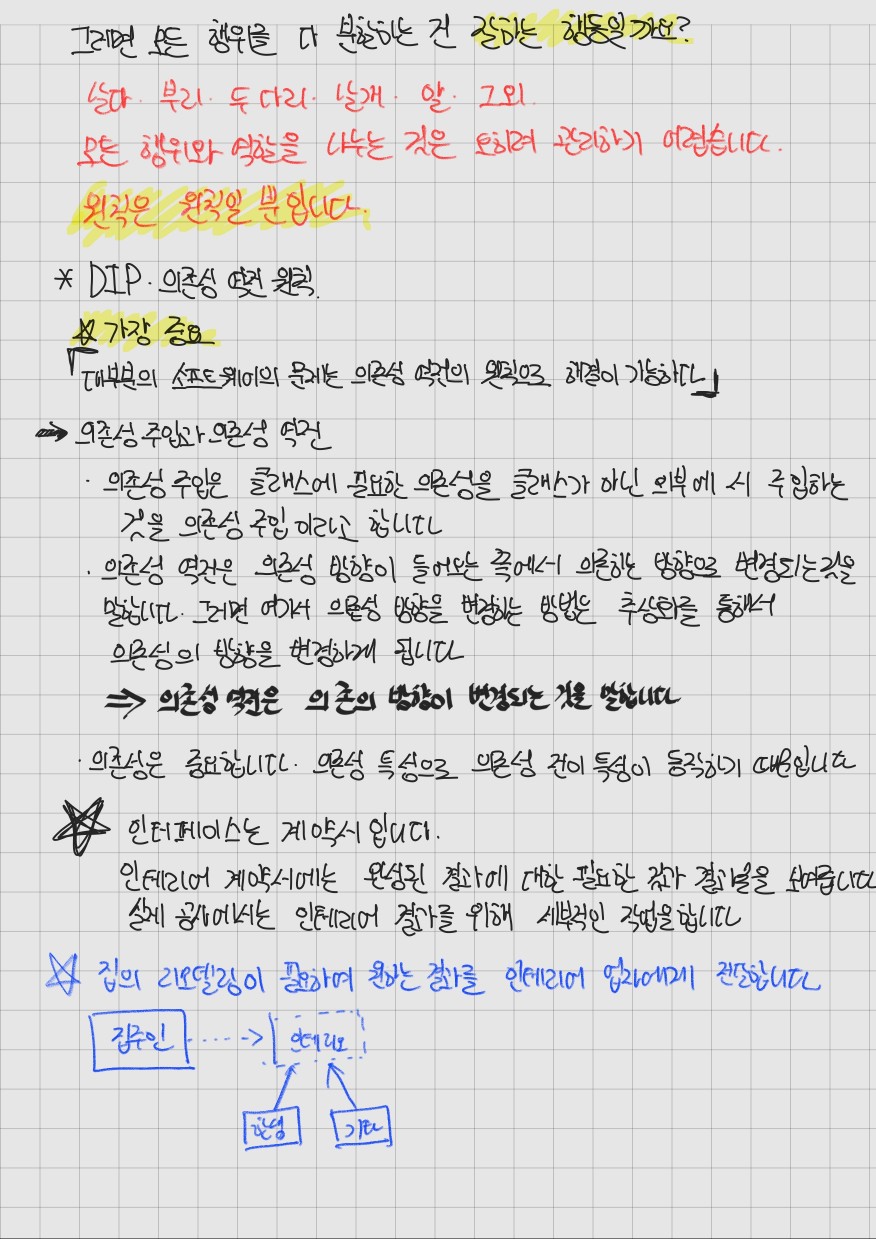 그러면 모든 행위를 다 분할하는 건 잘하는 행동일까요?
날다. 부리. 두 다리. 날개. 알. 그외.
모든 행위와 역할을 나누는 것은 오히려 관리하기 어렵습니다.
원칙은 원칙일 뿐입니다.
* DIP. 의존성 역전 원칙.
☆ 가장 중요
「대부분의 소프트웨어의 문제는 의존성 역전의 원칙으로 해결이 가능하다」
→ 의존성 주입과 의존성 역전
· 의존성 주입은 클래스에 필요한 의존성을 클래스가 아닌 외부에서 주입하는
것을 의존성 주입이라고 합니다
· 의존성 역전은 의존성 방향이 들어오는 쪽에서 의존하는 방향으로 변경되는것을
말합니다. 그러면 여기서 의존성 방향을 변경하는 방법은 추상화를 통해서
의존성의 방향을 변경하게 됩니다
⇒ 의존성 역전은 의존의 방향이 변경되는 것을 말합니다
· 의존성은 중요합니다. 의존성 특성으로 의존성 전이 특성이 동작하기 때문입니다
☆ 인터페이스는 계약서 입니다.
인테리어 계약서에는 완성된 결과에 대한 필요한 값과 결과물을 보여줍니다
실제 공사에서는 인테리어 결과를 위해 세부적인 작업을합니다
☆ 집의 리모델링이 필요하여 원하는 결과를 인테리어 업자에게 전달합니다
집주인 ····> 인테리모
기타